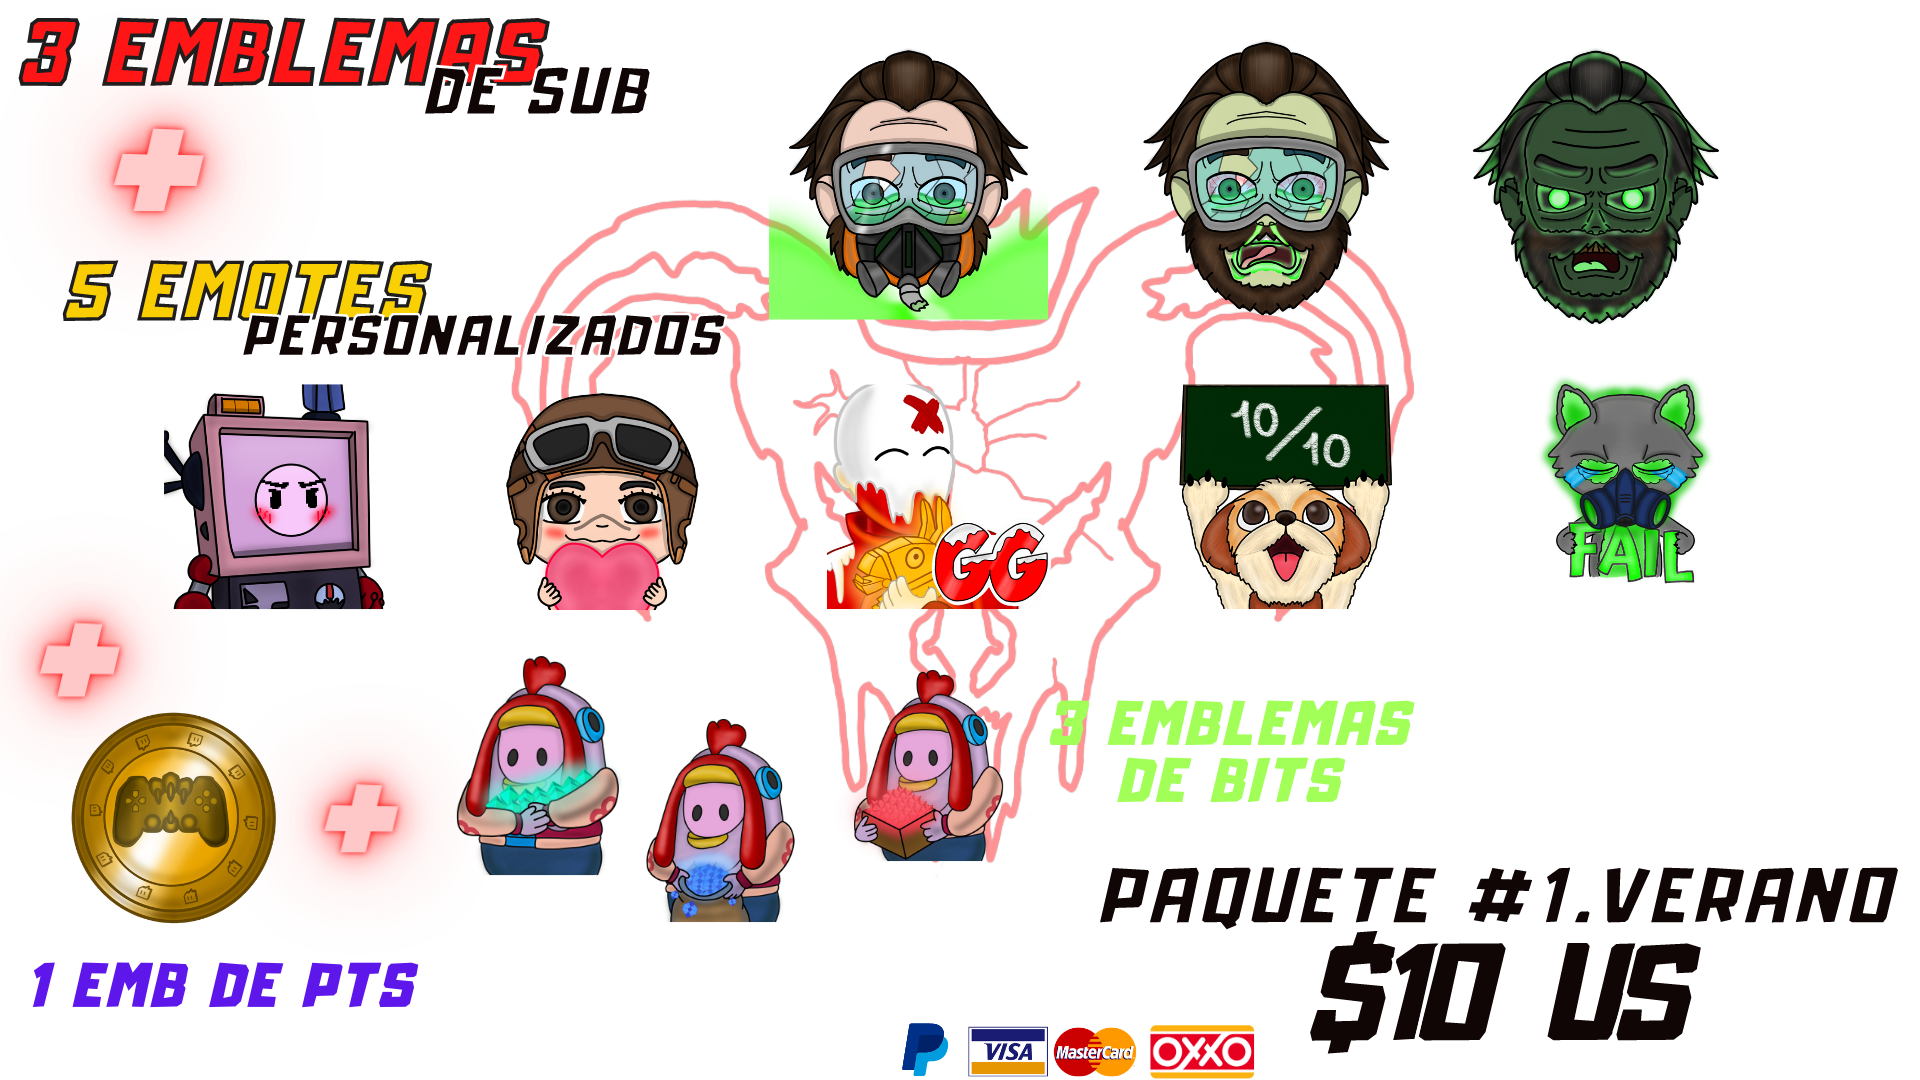 3 EMBLEMAS
DE SUB
5 EMOTES
PERSONALIZADOS
GG
10/10
FAIL
3 EMBLEMAS
DE BITS
1 EMB DE PTS
PAQUETE #1.VERANO
$10 US
P
VISA
MasterCard
OXXO